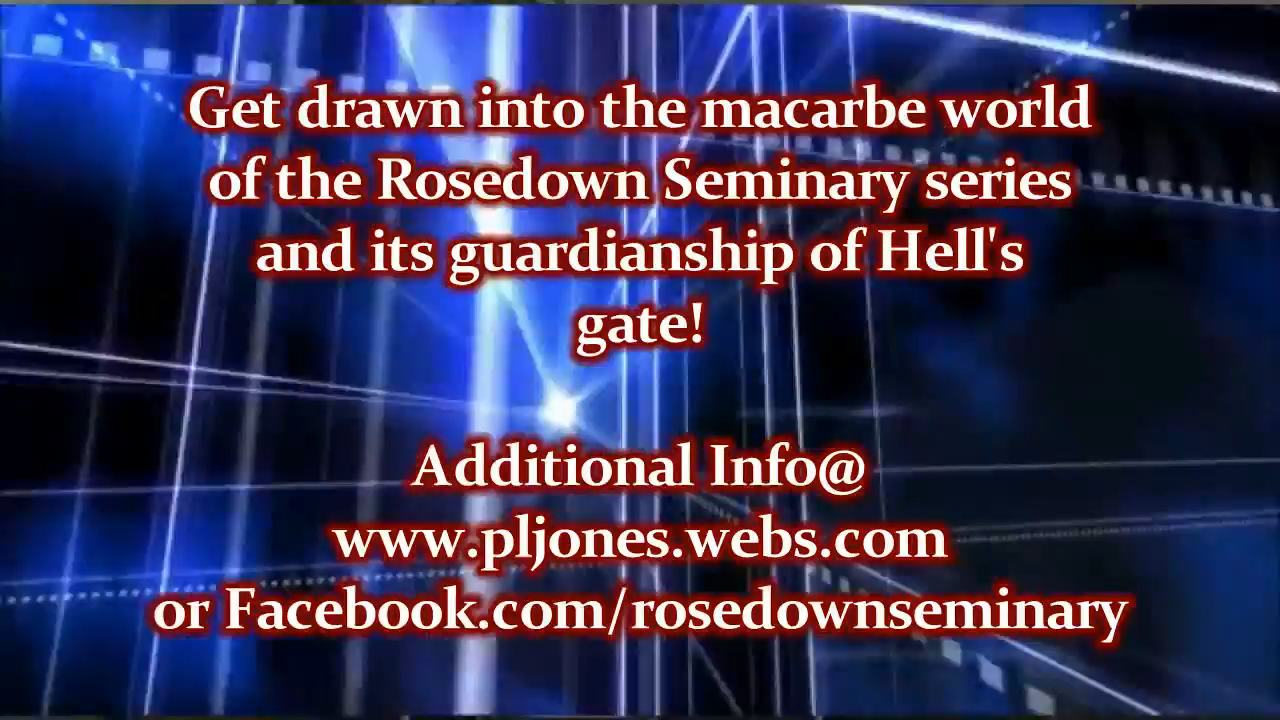 Get drawn into the macarbe world
of the Rosedown Seminary series
and its guardianship of Hell's
gate!
Additional Info@
www.pljones.webs.com
or Facebook.com/rosedownseminary